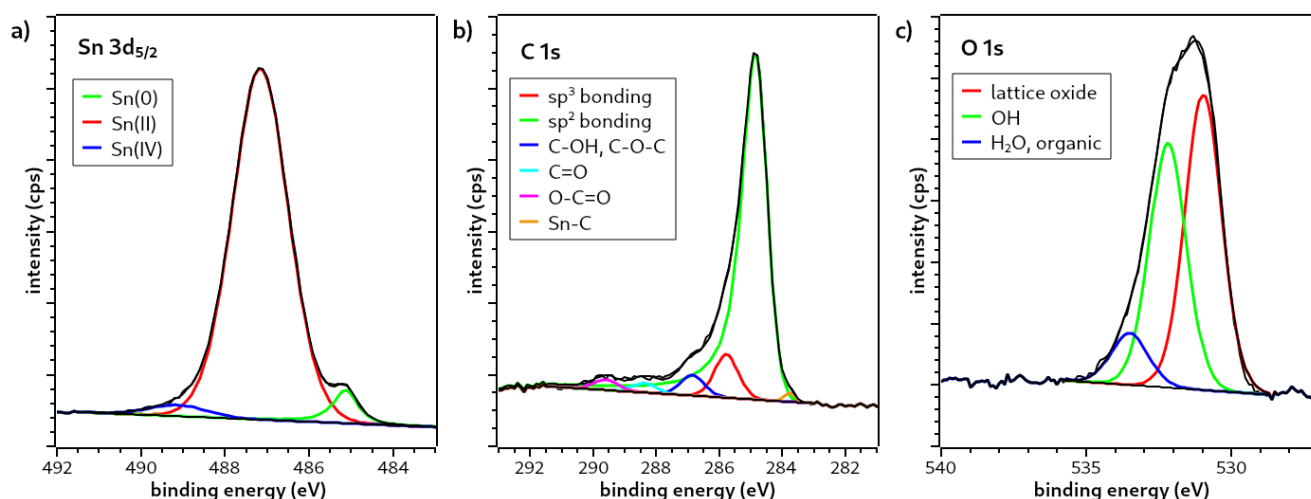 a)
Sn 3d5/2
Sn(0)
Sn(II)
Sn(IV)
intensity (cps)
492
490
488
486
484
binding energy (eV)
b)
C 1s
sp³ bonding
sp² bonding
C-OH, C-O-C
C=O
O-C=O
Sn-C
intensity (cps)
292
290
288
286
284
282
binding energy (eV)
c)
O 1s
lattice oxide
OH
H₂O, organic
intensity (cps)
540
535
530
binding energy (eV)